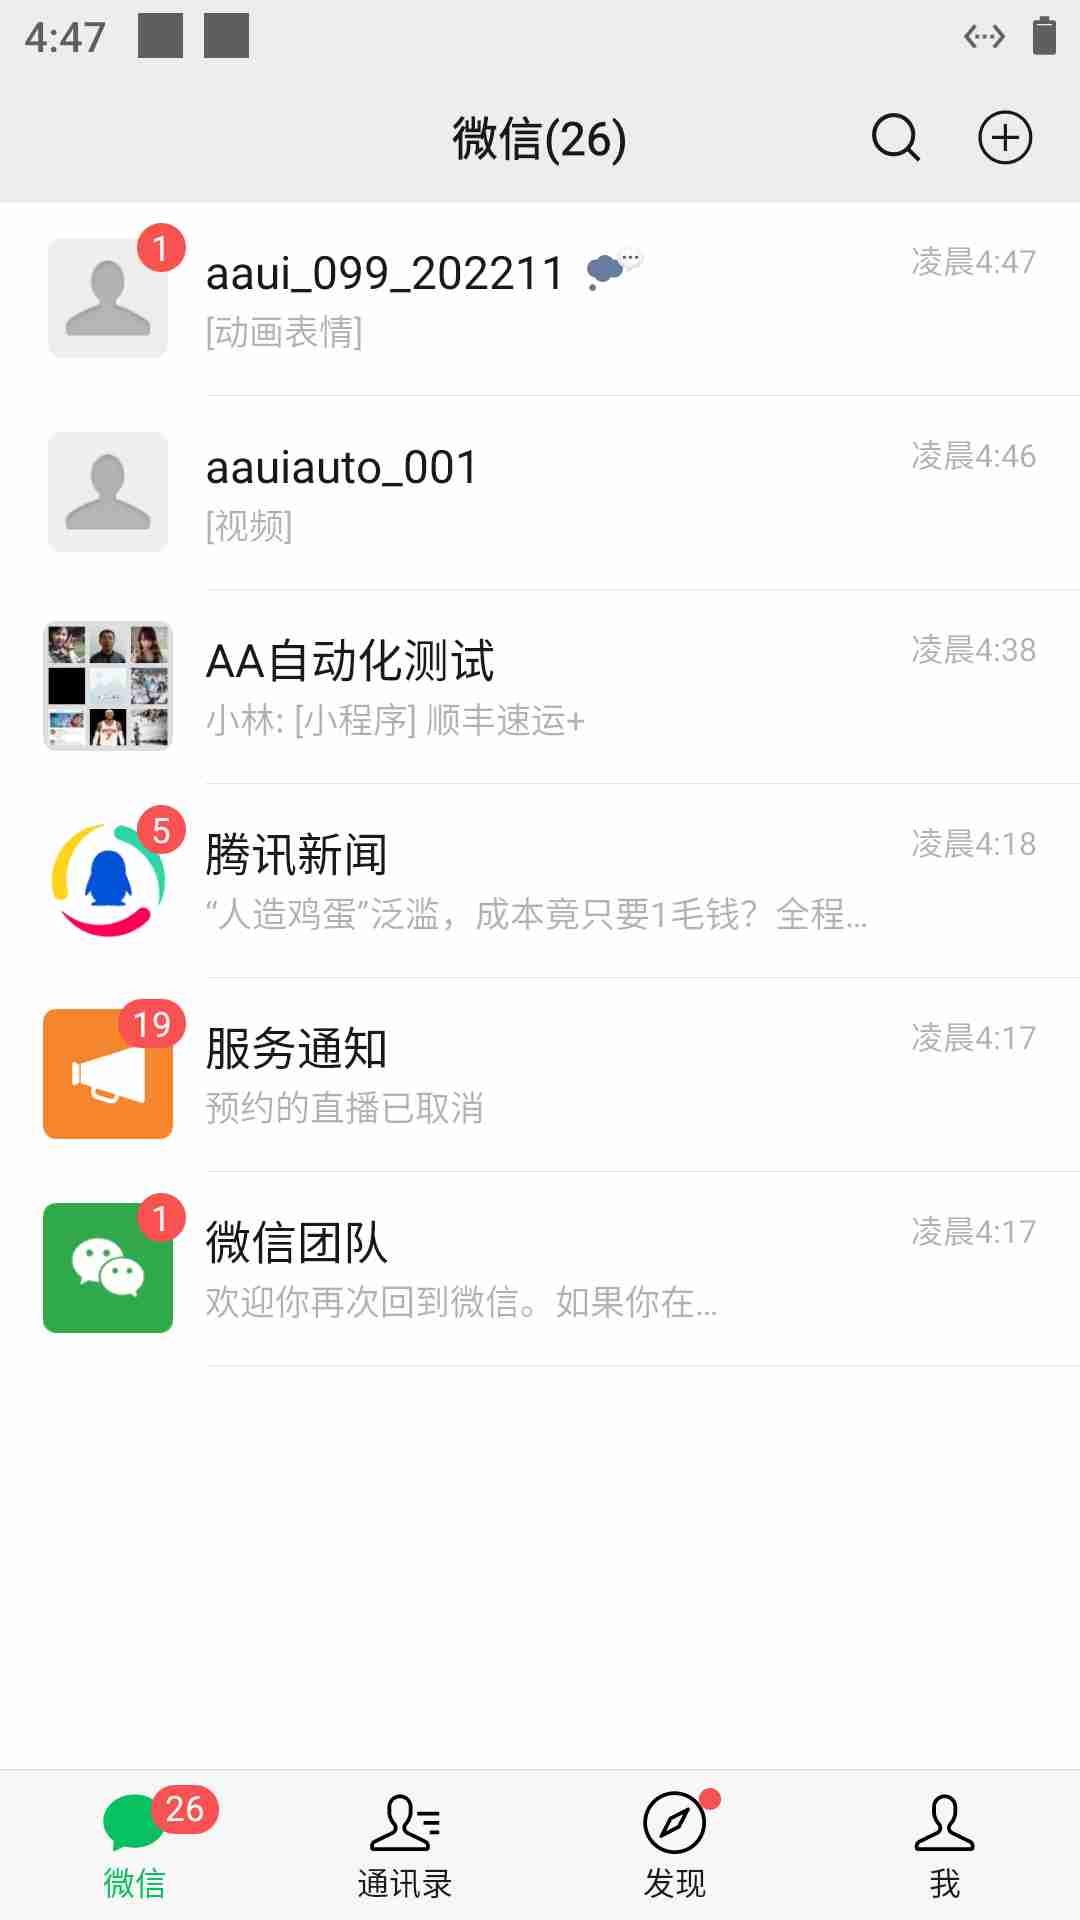 4:47
微信(26)
1
aaui_099_202211
凌晨4:47
[动画表情]
aauiauto_001
凌晨4:46
[视频]
AA自动化测试
凌晨4:38
小林: [小程序] 顺丰速运+
5
腾讯新闻
凌晨4:18
“人造鸡蛋”泛滥，成本竟只要1毛钱？全程...
19
服务通知
凌晨4:17
预约的直播已取消
1
微信团队
凌晨4:17
欢迎你再次回到微信。如果你在...
26
微信
通讯录
发现
我